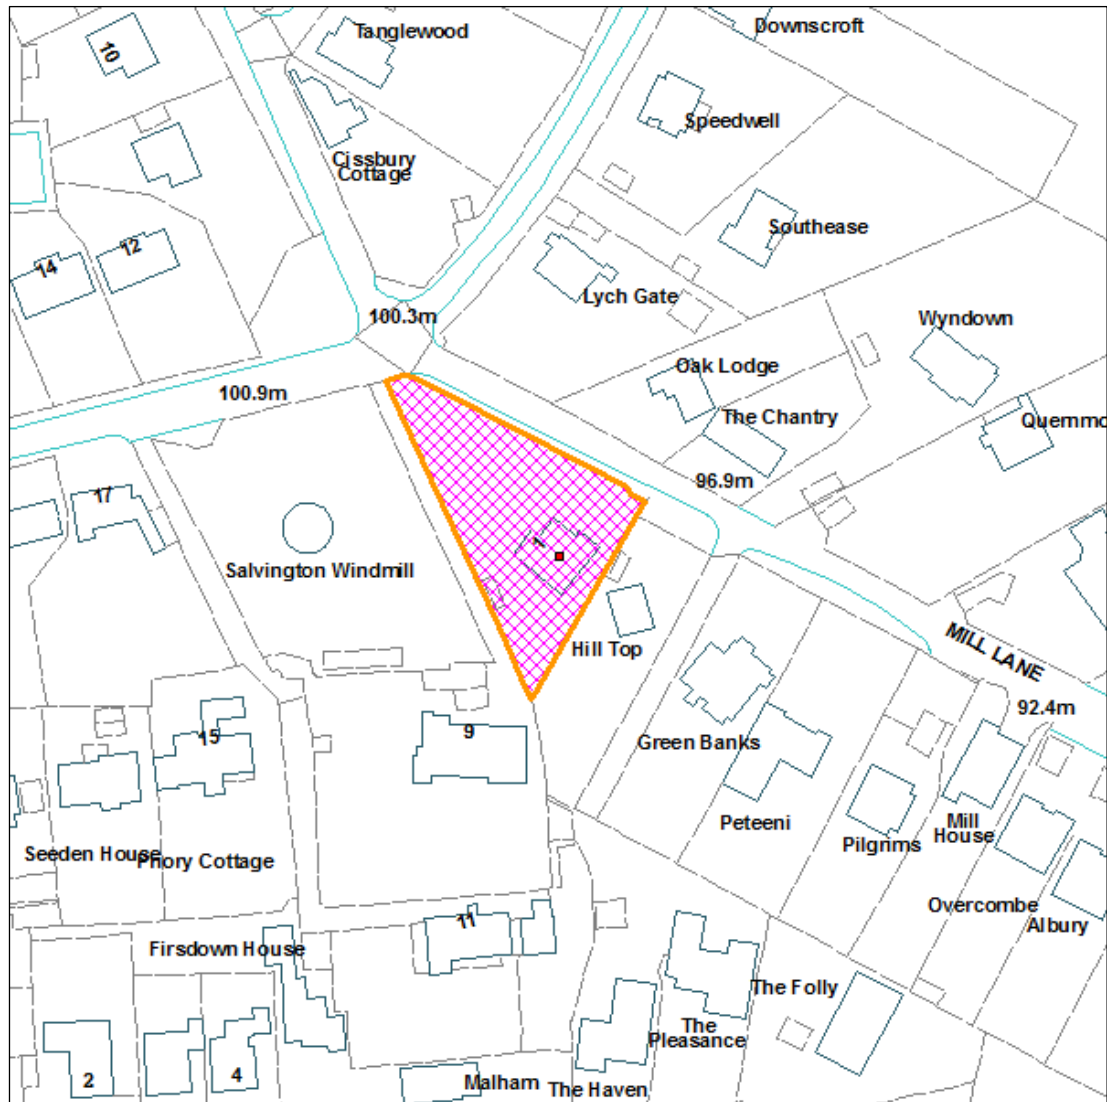 Downscroft
Tanglewood
10
Speedwell
Cissbury
Cottage
Southease
12
14
Lych Gate
100.3m
Wyndown
Oak Lodge
100.9m
The Chantry
Quernmo
96.9m
17
1
Salvington Windmill
Hill Top
MILL LANE
92.4m
9
15
Green Banks
Peteeni
Mill
House
Pilgrims
Seeden House
Priory Cottage
Overcombe
Albury
11
Firsdown House
The Folly
The
Pleasance
2
4
Malham
The Haven